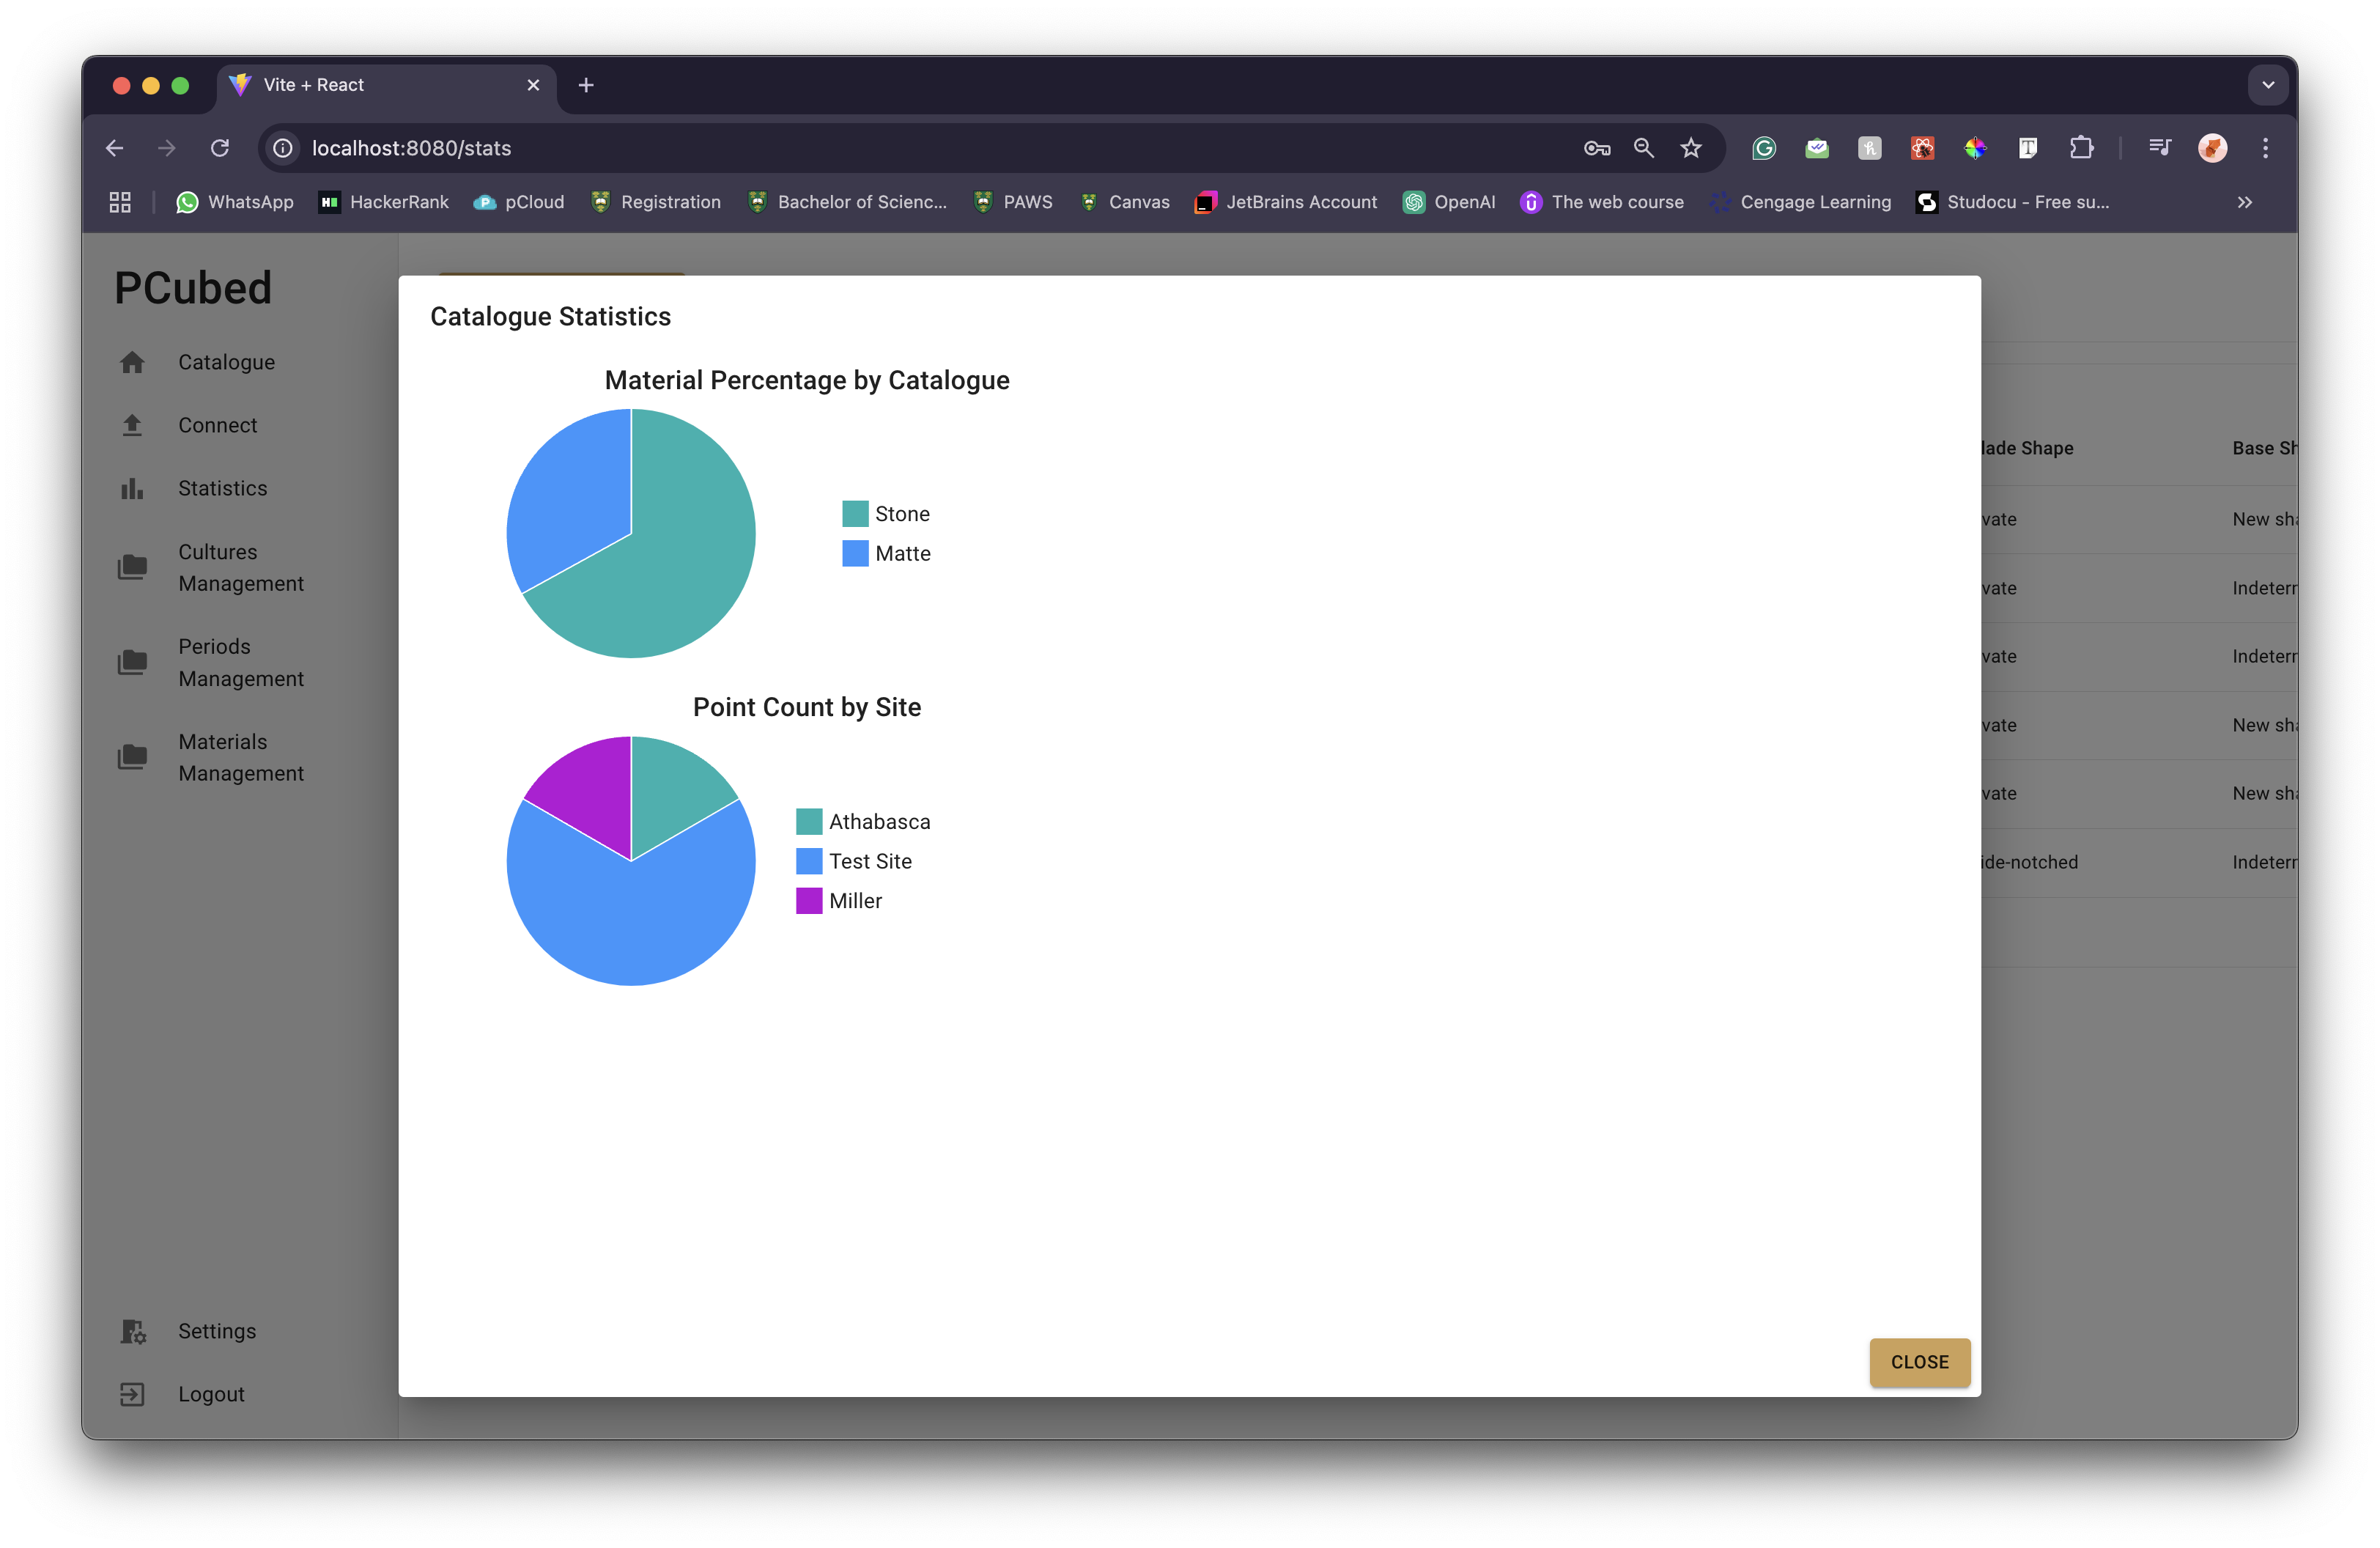 Vite + React
localhost:8080/stats
WhatsApp HackerRank pCloud Registration Bachelor of Scienc... PAWS Canvas JetBrains Account OpenAI The web course Cengage Learning Studocu - Free su...
PCubed
Catalogue
Connect
Statistics
Cultures
Management
Periods
Management
Materials
Management
Settings
Logout
Catalogue Statistics
Material Percentage by Catalogue
Stone
Matte
Point Count by Site
Athabasca
Test Site
Miller
CLOSE
lade Shape Base Sh
vate New sha
vate Indeterr
vate Indeterr
vate New sha
vate New sha
ide-notched Indeterr